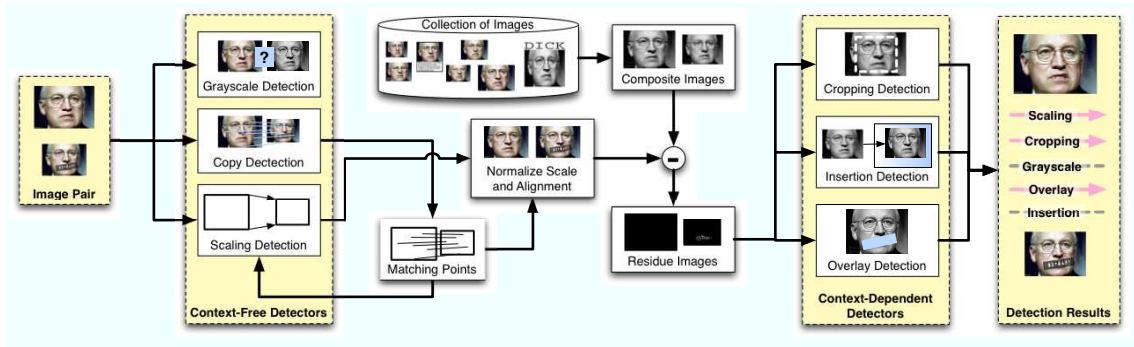 Image Pair
?
Grayscale Detection
Copy Dectection
Scaling Detection
Context-Free Detectors
Collection of Images
DICK
Composite Images
Normalize Scale
and Alignment
Matching Points
Residue Images
Cropping Detection
Insertion Detection
Overlay Detection
Context-Dependent
Detectors
Scaling
Cropping
Grayscale
Overlay
Insertion
Detection Results